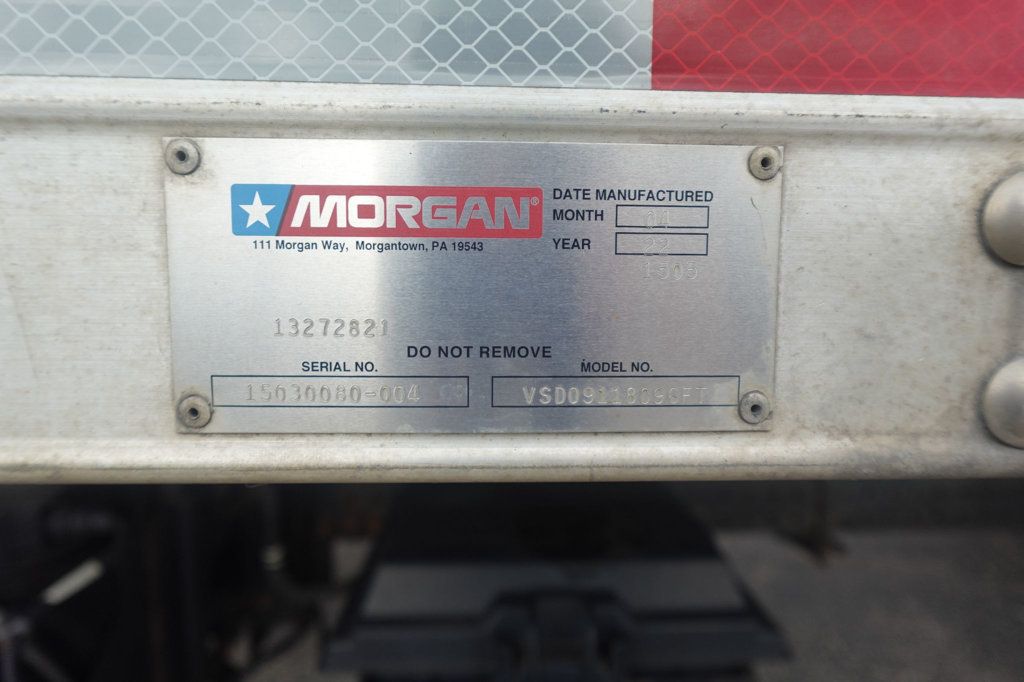 MORGAN®
111 Morgan Way, Morgantown, PA 19543
DATE MANUFACTURED
MONTH 04
YEAR 22
1505
13272821
DO NOT REMOVE
SERIAL NO.
15030080-004
MODEL NO.